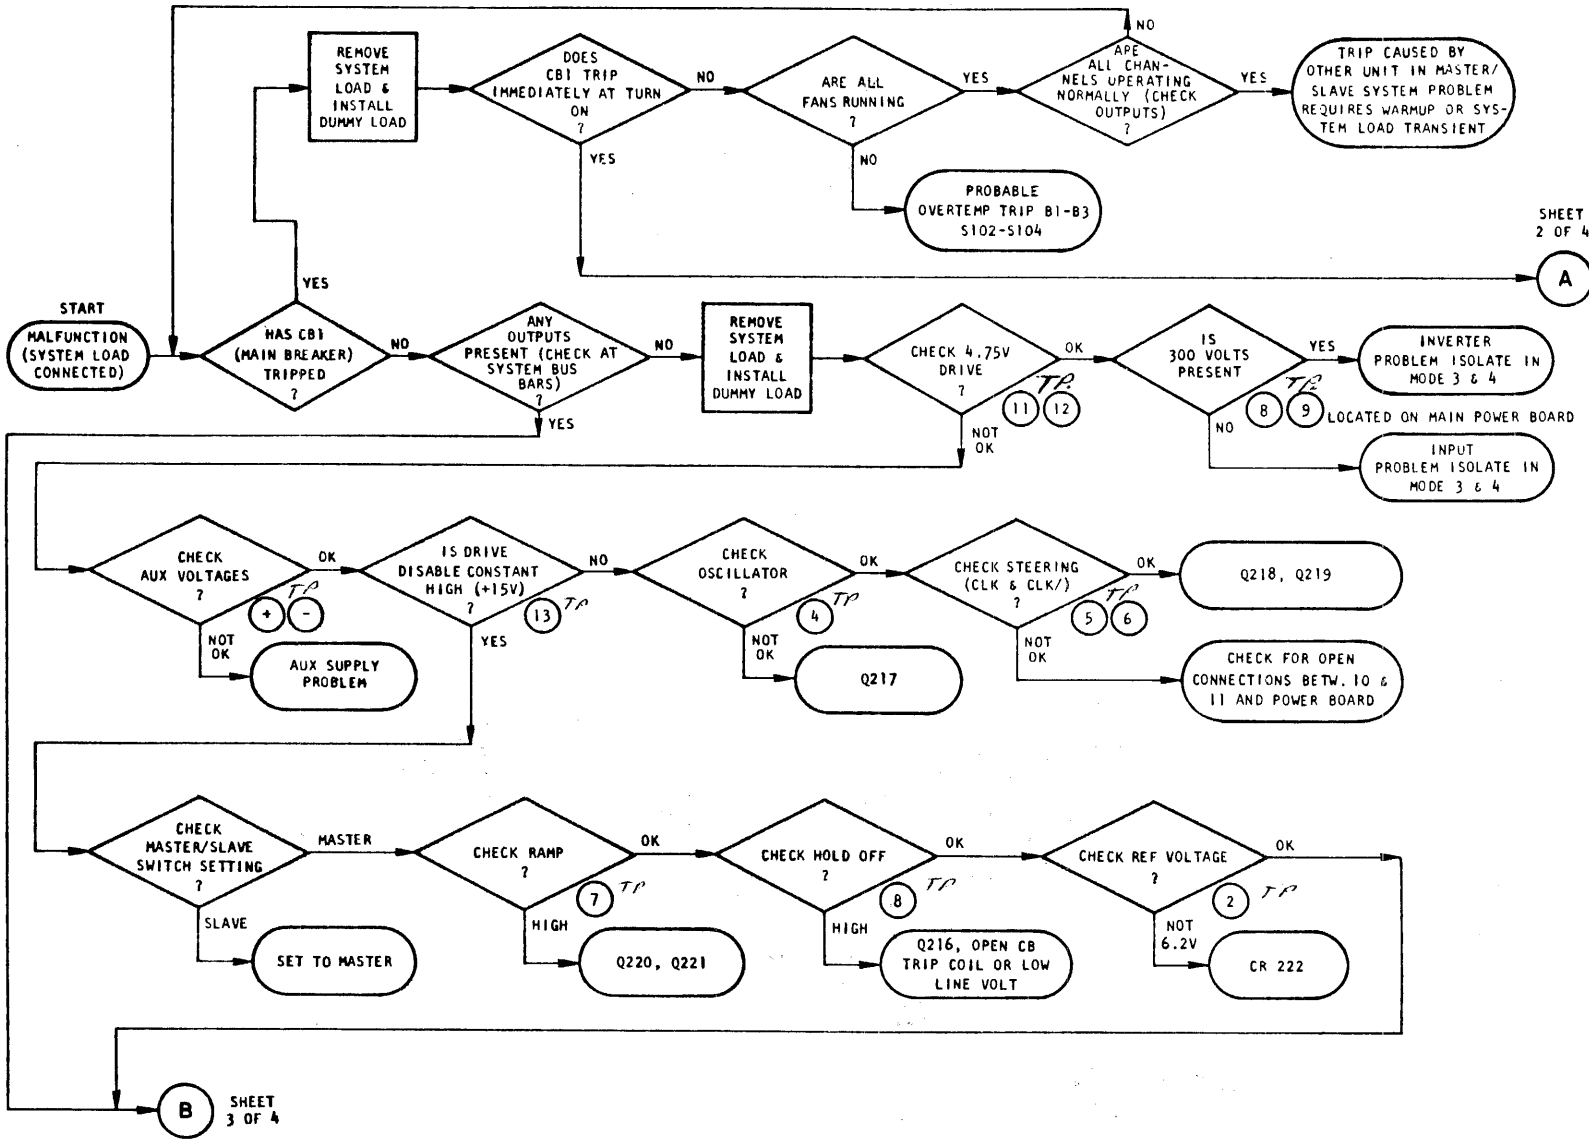 NO
REMOVE
SYSTEM
LOAD &
INSTALL
DUMMY LOAD
DOES
CB1 TRIP
IMMEDIATELY AT TURN
ON
?
NO
YES
ARE ALL
FANS RUNNING
?
YES
NO
ARE
ALL CHAN-
NELS OPERATING
NORMALLY (CHECK
OUTPUTS)
?
YES
TRIP CAUSED BY
OTHER UNIT IN MASTER/
SLAVE SYSTEM PROBLEM
REQUIRES WARMUP OR SYS-
TEM LOAD TRANSIENT
PROBABLE
OVERTEMP TRIP B1-B3
S102-S104
SHEET
2 OF 4
A
YES
START
MALFUNCTION
(SYSTEM LOAD
CONNECTED)
HAS CB1
(MAIN BREAKER)
TRIPPED
?
NO
ANY
OUTPUTS
PRESENT (CHECK AT
SYSTEM BUS
BARS)
?
NO
YES
REMOVE
SYSTEM
LOAD &
INSTALL
DUMMY LOAD
CHECK 4.75V
DRIVE
?
OK
TP.
11 12
NOT
OK
IS
300 VOLTS
PRESENT
?
YES
TP.
8 9 LOCATED ON MAIN POWER BOARD
NO
INVERTER
PROBLEM ISOLATE IN
MODE 3 & 4
INPUT
PROBLEM ISOLATE IN
MODE 3 & 4
CHECK
AUX VOLTAGES
?
OK
TP
+ -
NOT
OK
AUX SUPPLY
PROBLEM
IS DRIVE
DISABLE CONSTANT
HIGH (+15V)
?
NO
13 TP
YES
CHECK
OSCILLATOR
?
OK
4 TP
NOT
OK
Q217
CHECK STEERING
(CLK & CLK/)
?
OK
TP
5 6
NOT
OK
Q218, Q219
CHECK FOR OPEN
CONNECTIONS BETW. 10 &
11 AND POWER BOARD
CHECK
MASTER/SLAVE
SWITCH SETTING
?
MASTER
SLAVE
SET TO MASTER
CHECK RAMP
?
OK
7 TP
HIGH
Q220, Q221
CHECK HOLD OFF
?
OK
8 TP
HIGH
Q216, OPEN CB
TRIP COIL OR LOW
LINE VOLT
CHECK REF VOLTAGE
?
OK
2 TP
NOT
6.2V
CR 222
B
SHEET
3 OF 4